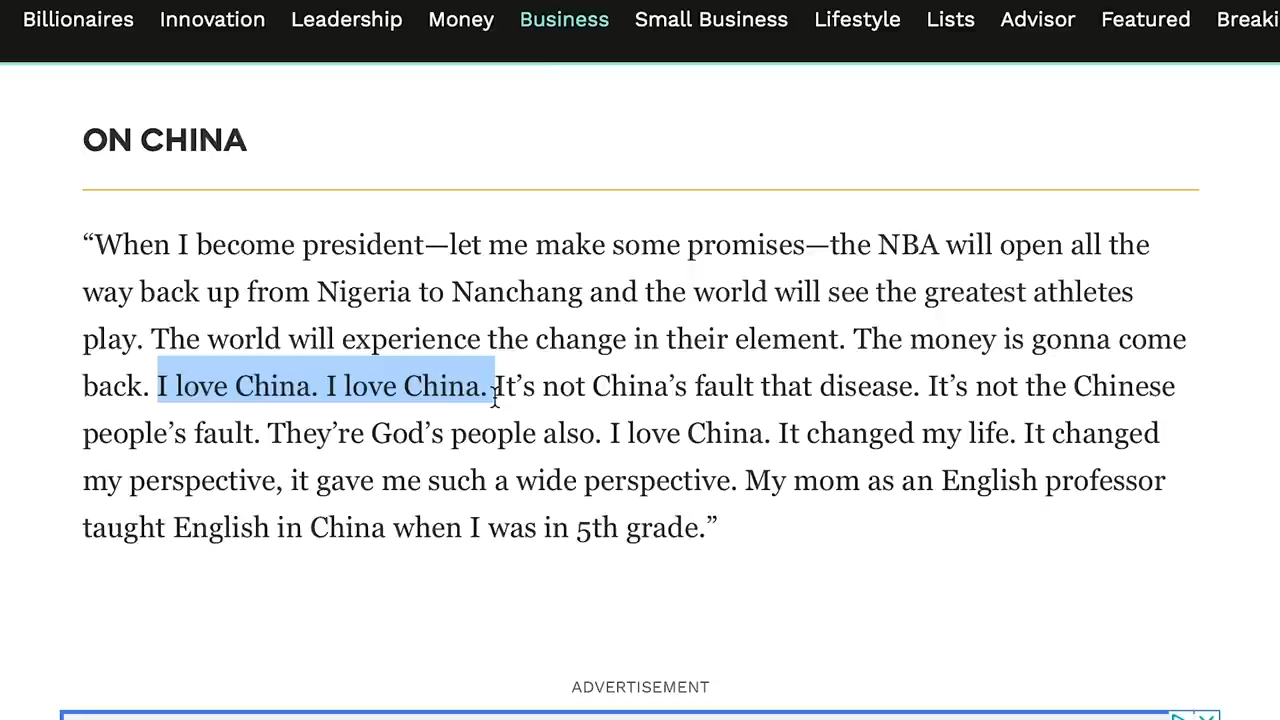 Billionaires Innovation Leadership Money Business Small Business Lifestyle Lists Advisor Featured Breaki
ON CHINA
“When I become president—let me make some promises—the NBA will open all the
way back up from Nigeria to Nanchang and the world will see the greatest athletes
play. The world will experience the change in their element. The money is gonna come
back. I love China. I love China. It’s not China’s fault that disease. It’s not the Chinese
people’s fault. They’re God’s people also. I love China. It changed my life. It changed
my perspective, it gave me such a wide perspective. My mom as an English professor
taught English in China when I was in 5th grade.”
ADVERTISEMENT